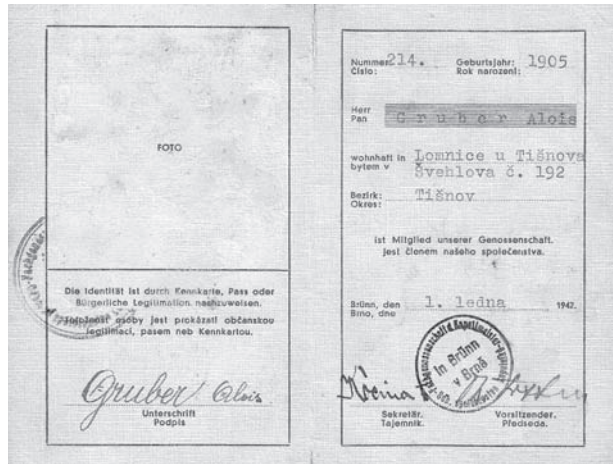 FOTO
Die Identität ist durch Kennkarte, Pass oder
Bürgerliche Legitimation nachzuweisen.
Totožnost osoby jest prokázati občanskou
legitimací, pasem neb Kennkartou.
Gruber Alois
Unterschrift
Podpis
Nummer: 214. Geburtsjahr: 1905
Číslo: Rok narození:
Herr
Pan Gruber Alois
wohnhaft in Lomnice u Tišnova
bytem v Švehlova č. 192
Bezirk: Tišnov
Okres:
ist Mitglied unserer Genossenschaft.
jest členem našeho společenstva.
Brünn, den 1. ledna 1942.
Brno, dne
in Brünn
v Brně
Sekretär. Vorsitzender.
Tajemník. Předseda.